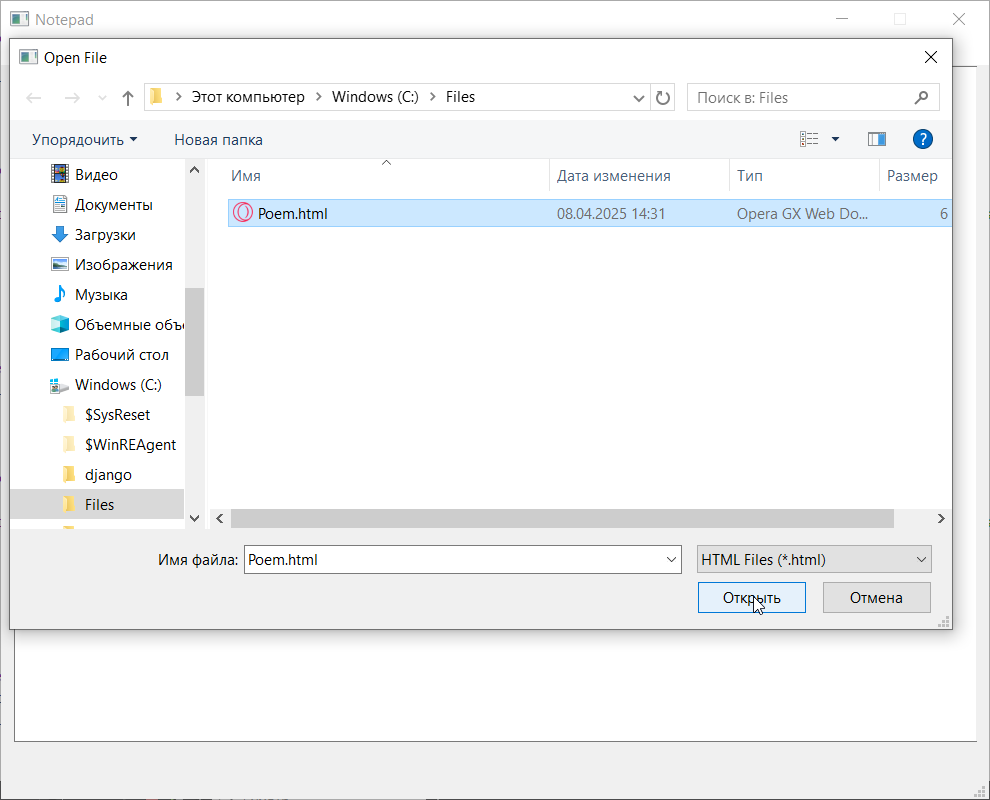 Notepad
Open File
Этот компьютер
Windows (C:)
Files
Поиск в: Files
Упорядочить
Новая папка
?
Имя
Дата изменения
Тип
Размер
Poem.html
08.04.2025 14:31
Opera GX Web Do...
6
Видео
Документы
Загрузки
Изображения
Музыка
Объемные объе
Рабочий стол
Windows (C:)
$SysReset
$WinREAgent
django
Files
Имя файла:
Poem.html
HTML Files (*.html)
Открыть
Отмена